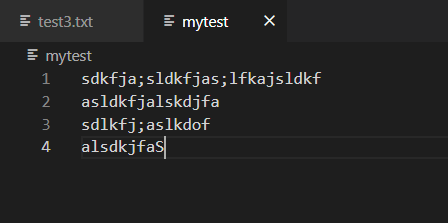 test3.txt mytest
mytest
1 sdkfja;sldkfjas;lfkajsldkf
2 asldkfjalskdjfa
3 sdlkfj;aslkdof
4 alsdkjfaS